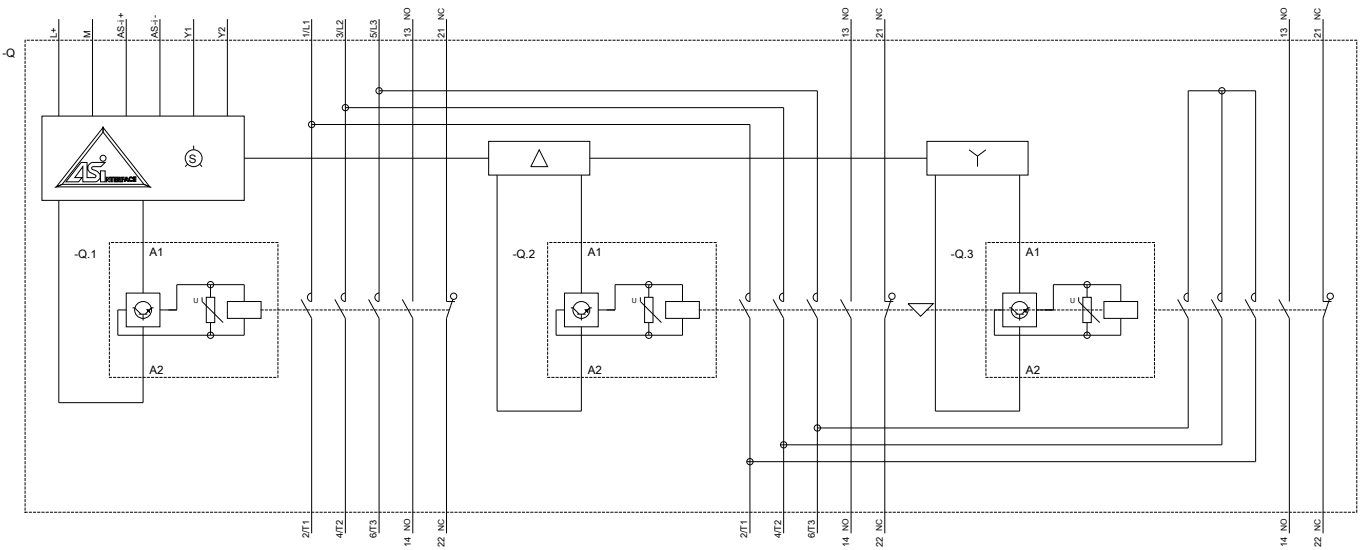 L+
M
AS-i +
AS-i -
Y1
Y2
1/L1
3/L2
5/L3
13 NO
21 NC
13 NO
21 NC
13 NO
21 NC
-Q
ASi
INTERFACE
S
-Q.1
A1
U
A2
-Q.2
A1
U
A2
-Q.3
A1
U
A2
2/T1
4/T2
6/T3
14 NO
22 NC
2/T1
4/T2
6/T3
14 NO
22 NC
14 NO
22 NC